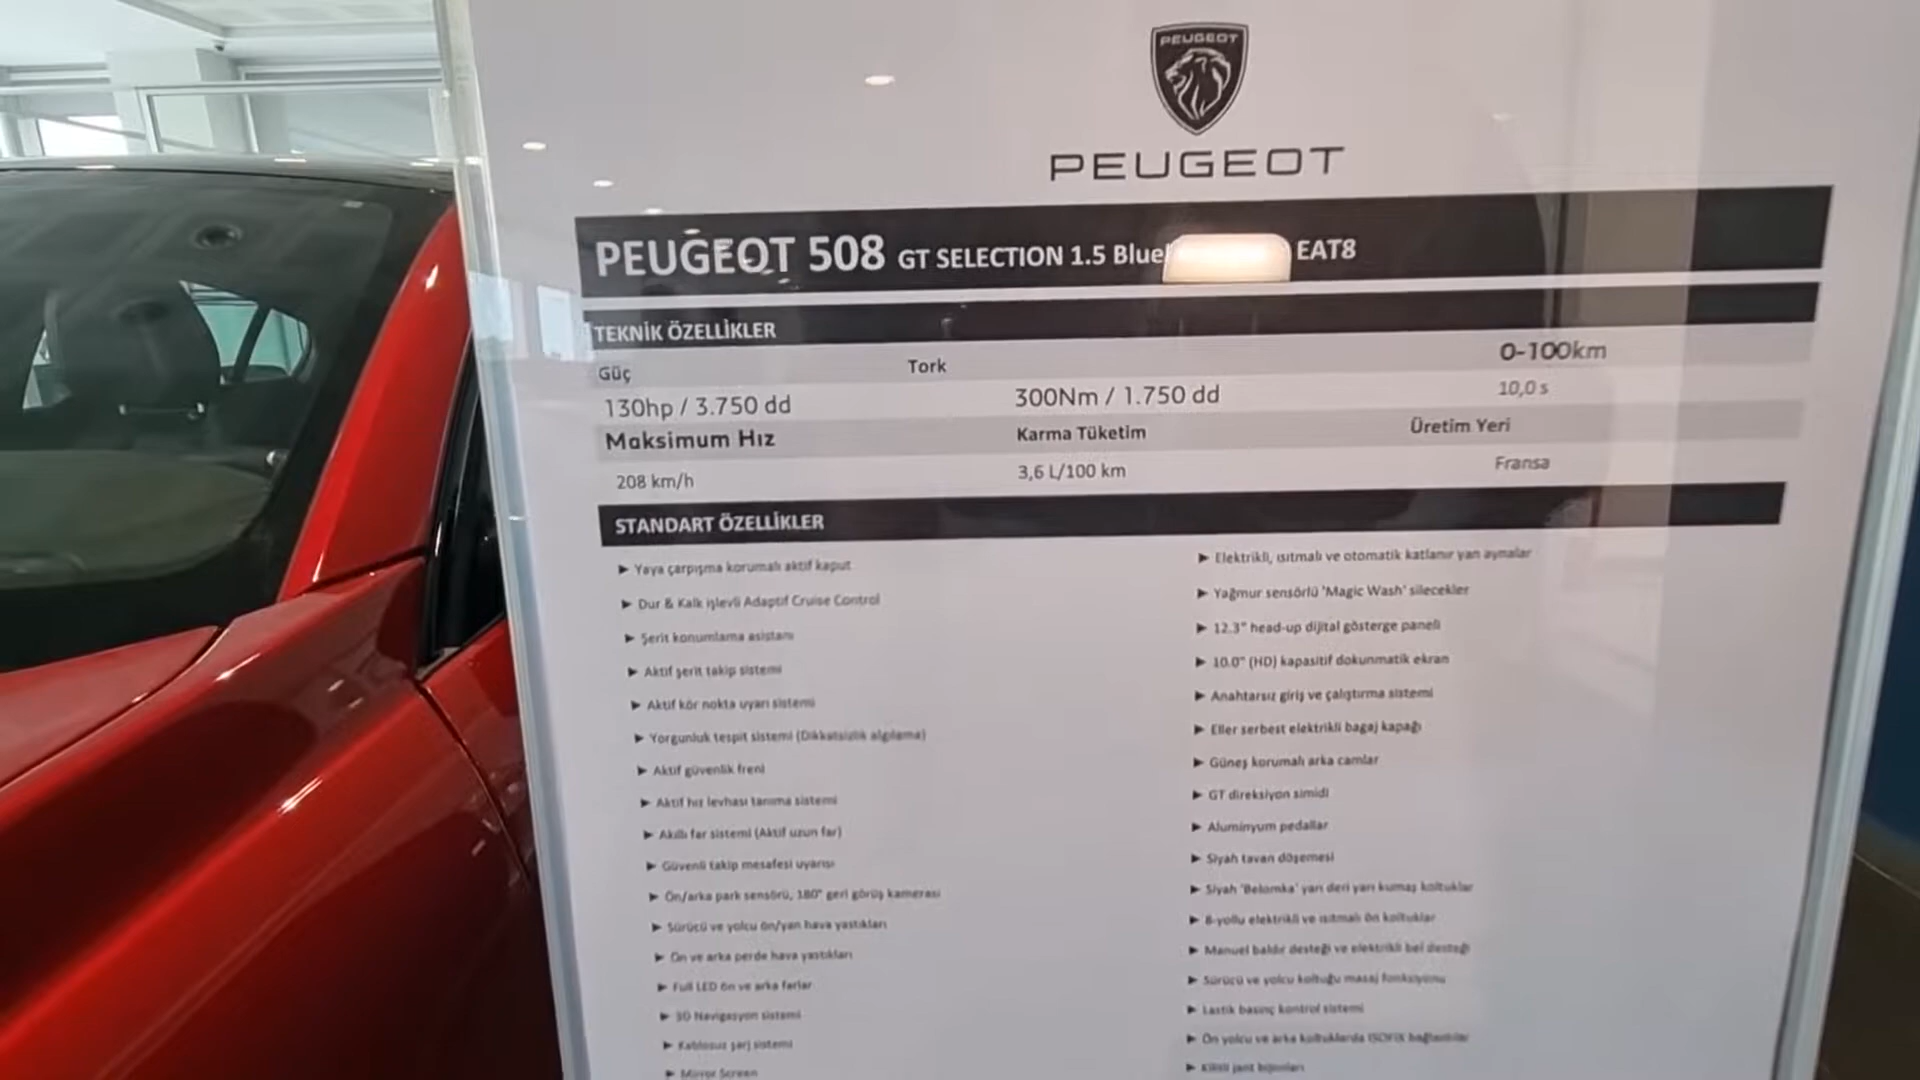 PEUGEOT
PEUGEOT
PEUGEOT 508 GT SELECTION 1.5 Blue EAT8
TEKNİK ÖZELLİKLER
Güç Tork 0-100km
130hp / 3.750 dd 300Nm / 1.750 dd 10,0 s
Maksimum Hız Karma Tüketim Üretim Yeri
208 km/h 3,6 L/100 km Fransa
STANDART ÖZELLİKLER
► Yaya çarpışma korumalı aktif kaput
► Dur & Kalk işlevli Adaptif Cruise Control
► Şerit konumlama asistanı
► Aktif şerit takip sistemi
► Aktif kör nokta uyarı sistemi
► Yorgunluk tespit sistemi (Dikkatsizlik algılama)
► Aktif güvenlik freni
► Aktif hız levhası tanıma sistemi
► Akıllı far sistemi (Aktif uzun far)
► Güvenli takip mesafesi uyarısı
► Ön/arka park sensörü, 180° geri görüş kamerası
► Sürücü ve yolcu ön/yan hava yastıkları
► Ön ve arka perde hava yastıkları
► Full LED ön ve arka farlar
► 3D Navigasyon sistemi
► Kablosuz şarj sistemi
► Mirror Screen
► Elektrikli, ısıtmalı ve otomatik katlanır yan aynalar
► Yağmur sensörlü 'Magic Wash' silecekler
► 12.3" head-up dijital gösterge paneli
► 10.0" (HD) kapasitif dokunmatik ekran
► Anahtarsız giriş ve çalıştırma sistemi
► Eller serbest elektrikli bagaj kapağı
► Güneş korumalı arka camlar
► GT direksiyon simidi
► Aluminyum pedallar
► Siyah tavan döşemesi
► Siyah 'Belomka' yarı deri yarı kumaş koltuklar
► 8-yollu elektrikli ve ısıtmalı ön koltuklar
► Manuel baldır desteği ve elektrikli bel desteği
► Sürücü ve yolcu koltuğu masaj fonksiyonu
► Lastik basınç kontrol sistemi
► Ön yolcu ve arka koltuklarda ISOFIX bağlantılar
► Kilitli jant bijonları